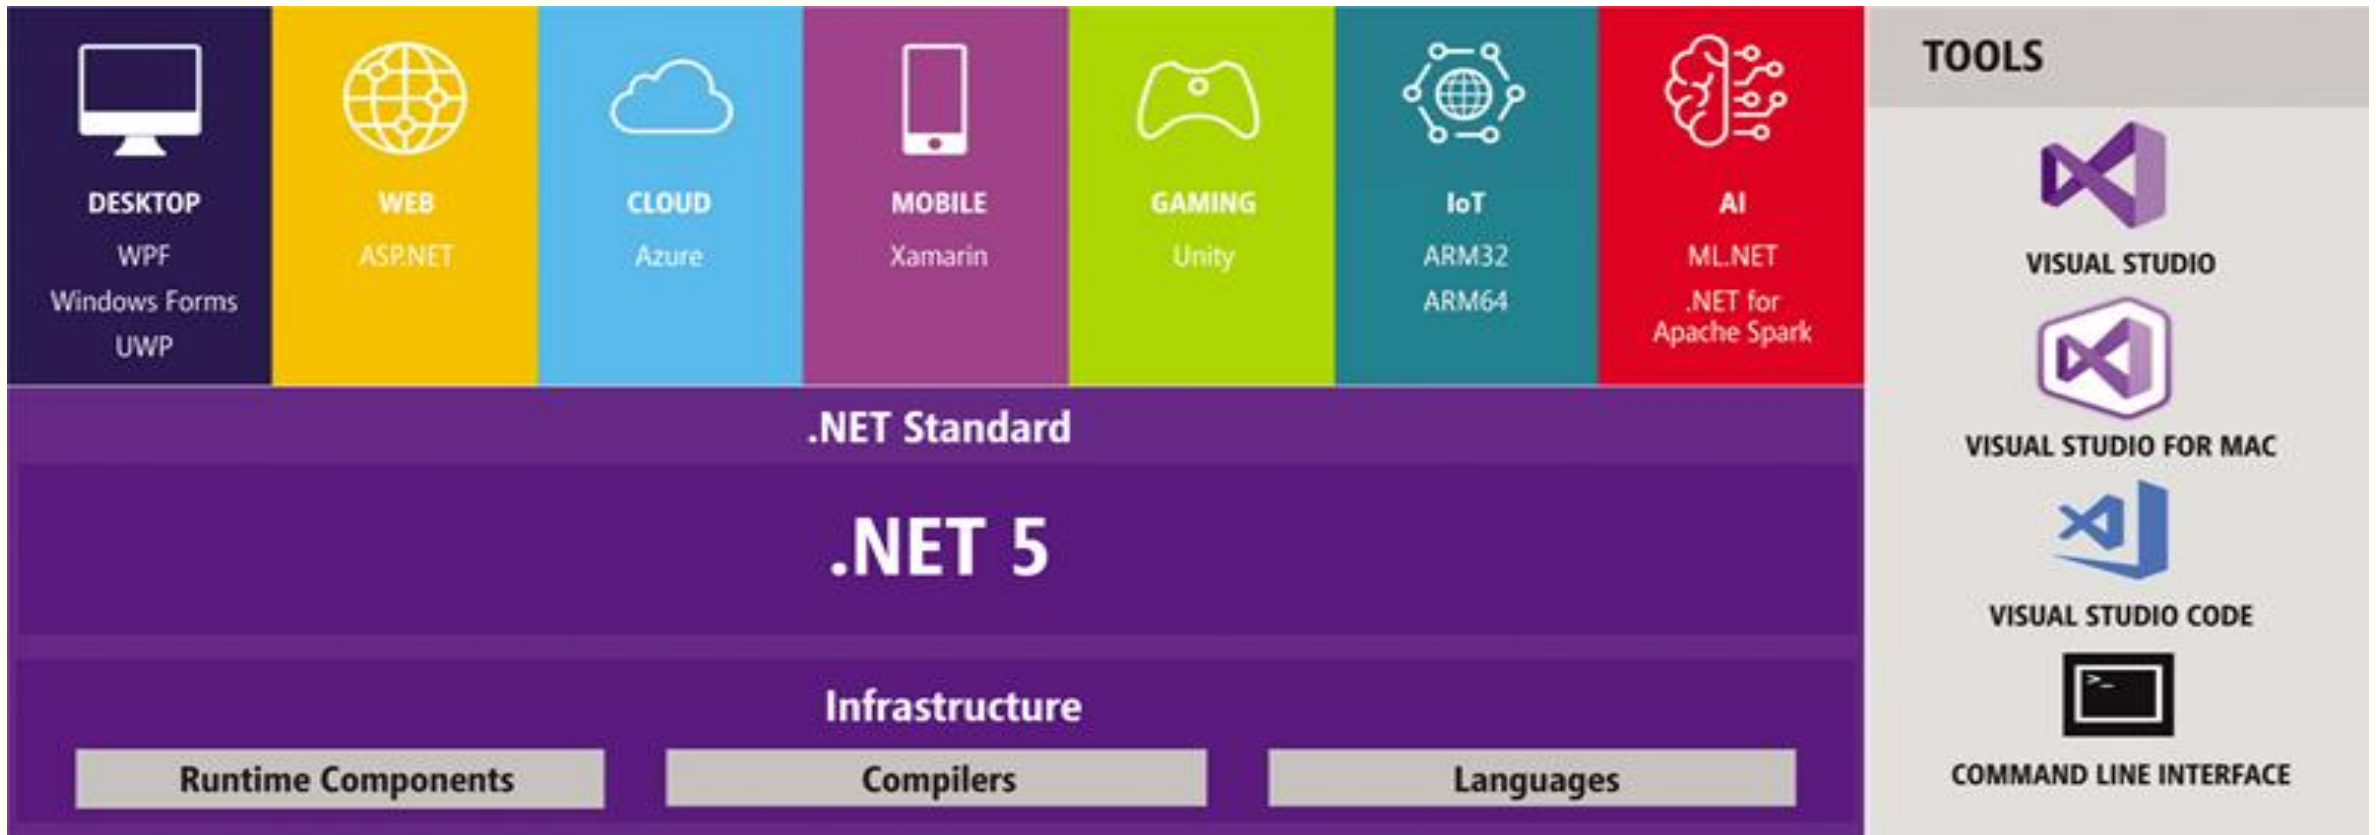 DESKTOP
WPF
Windows Forms
UWP
WEB
ASP.NET
CLOUD
Azure
MOBILE
Xamarin
GAMING
Unity
IoT
ARM32
ARM64
AI
ML.NET
.NET for
Apache Spark
.NET Standard
.NET 5
Infrastructure
Runtime Components
Compilers
Languages
TOOLS
VISUAL STUDIO
VISUAL STUDIO FOR MAC
VISUAL STUDIO CODE
>_
COMMAND LINE INTERFACE